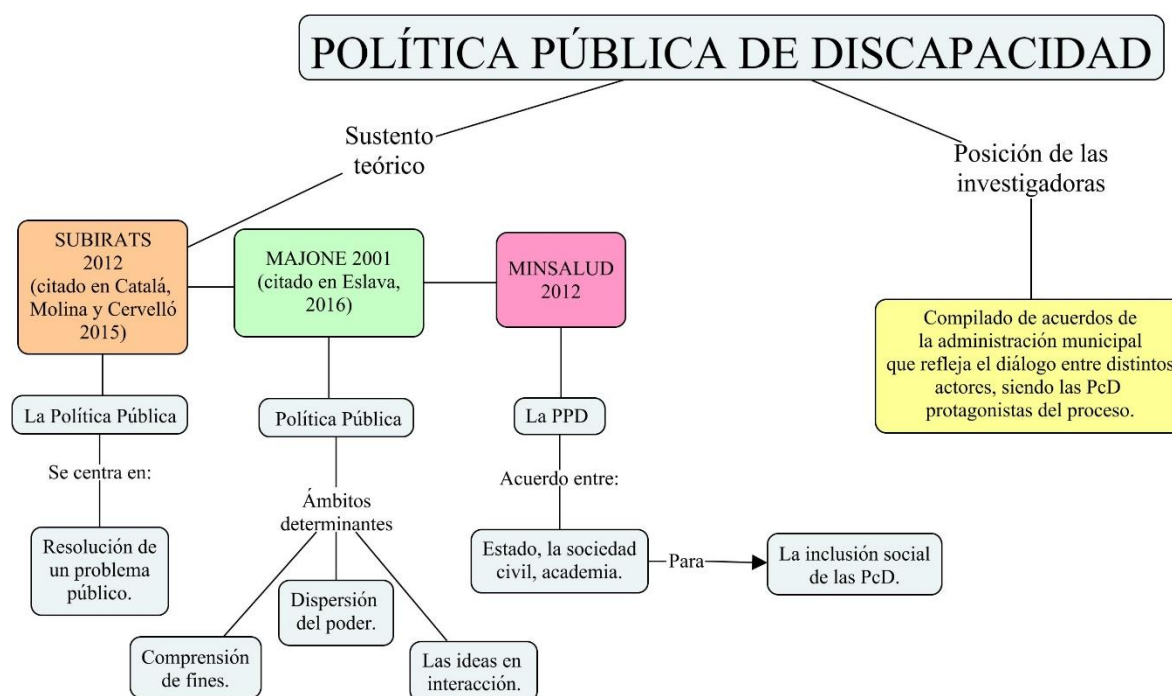 POLÍTICA PÚBLICA DE DISCAPACIDAD
Sustento
teórico
Posición de las
investigadoras
SUBIRATS
2012
(citado en Catalá,
Molina y Cervelló
2015)
MAJONE 2001
(citado en Eslava,
2016)
MINSALUD
2012
Compilado de acuerdos de
la administración municipal
que refleja el diálogo entre distintos
actores, siendo las PcD
protagonistas del proceso.
La Política Pública
Política Pública
La PPD
Se centra en:
Ámbitos
determinantes
Acuerdo entre:
Resolución de
un problema
público.
Estado, la sociedad
civil, academia.
Para
La inclusión social
de las PcD.
Dispersión
del poder.
Comprensión
de fines.
Las ideas en
interacción.